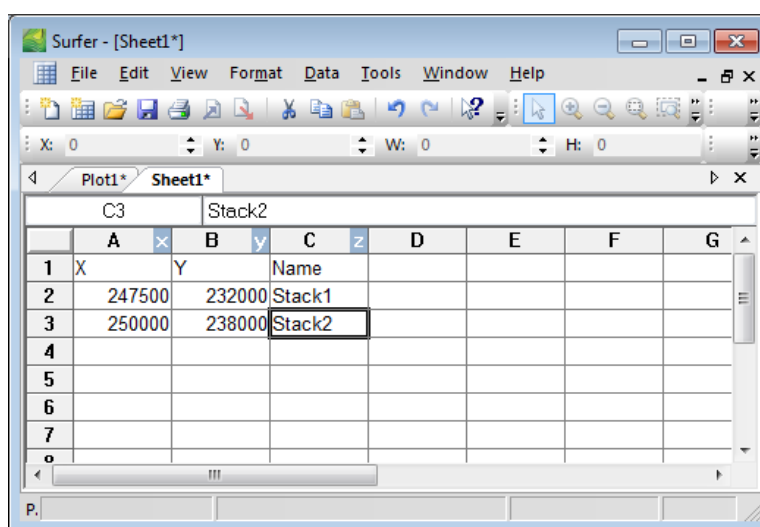 Surfer - [Sheet1*]
File Edit View Format Data Tools Window Help
X: 0 Y: 0 W: 0 H: 0
Plot1* Sheet1*
C3 Stack2
A x B y C z D E F G
1 X Y Name
2 247500 232000 Stack1
3 250000 238000 Stack2
4
5
6
7
P.